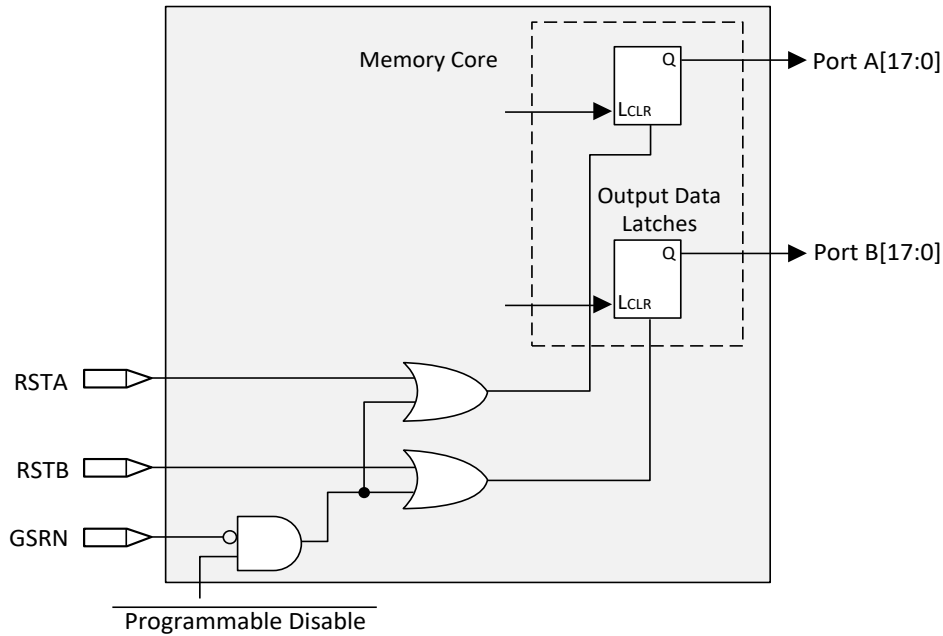 Memory Core
Q
Port A[17:0]
LCLR
Output Data
Latches
Q
Port B[17:0]
LCLR
RSTA
RSTB
GSRN
Programmable Disable